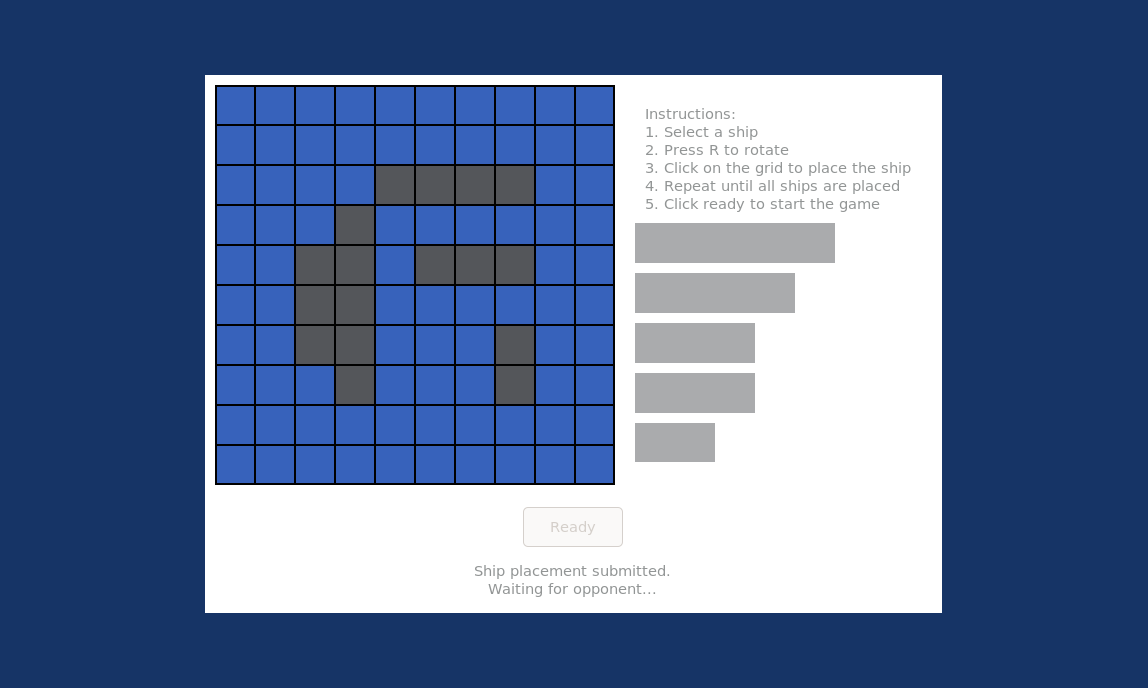 Instructions:
1. Select a ship
2. Press R to rotate
3. Click on the grid to place the ship
4. Repeat until all ships are placed
5. Click ready to start the game
Ready
Ship placement submitted.
Waiting for opponent...